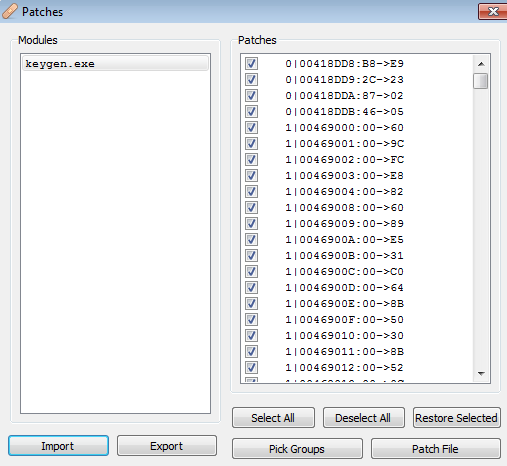 Patches
Modules
keygen.exe
Patches
0|00418DD8:B8->E9
0|00418DD9:2C->23
0|00418DDA:87->02
0|00418DDB:46->05
1|00469000:00->60
1|00469001:00->9C
1|00469002:00->FC
1|00469003:00->E8
1|00469004:00->82
1|00469008:00->60
1|00469009:00->89
1|0046900A:00->E5
1|0046900B:00->31
1|0046900C:00->C0
1|0046900D:00->64
1|0046900E:00->8B
1|0046900F:00->50
1|00469010:00->30
1|00469011:00->8B
1|00469012:00->52
Select All
Deselect All
Restore Selected
Import
Export
Pick Groups
Patch File